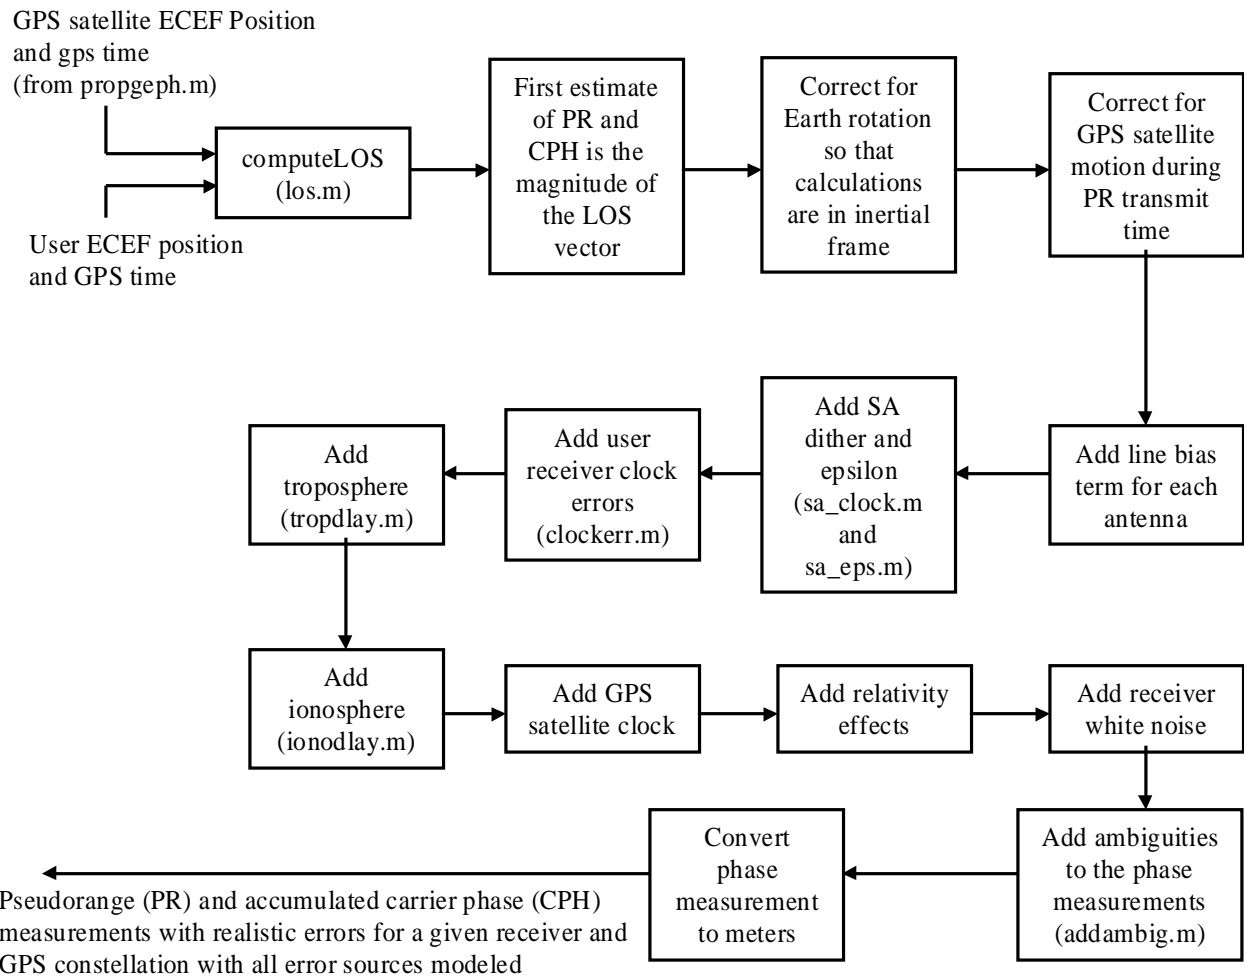 GPS satellite ECEF Position
and gps time
(from propgeph.m)
User ECEF position
and GPS time
computeLOS
(los.m)
First estimate
of PR and
CPH is the
magnitude of
the LOS
vector
Correct for
Earth rotation
so that
calculations
are in inertial
frame
Correct for
GPS satellite
motion during
PR transmit
time
Add line bias
term for each
antenna
Add SA
dither and
epsilon
(sa_clock.m
and
sa_eps.m)
Add user
receiver clock
errors
(clockerr.m)
Add
troposphere
(tropdlay.m)
Add
ionosphere
(ionodlay.m)
Add GPS
satellite clock
Add relativity
effects
Add receiver
white noise
Add ambiguities
to the phase
measurements
(addambig.m)
Convert
phase
measurement
to meters
Pseudorange (PR) and accumulated carrier phase (CPH)
measurements with realistic errors for a given receiver and
GPS constellation with all error sources modeled